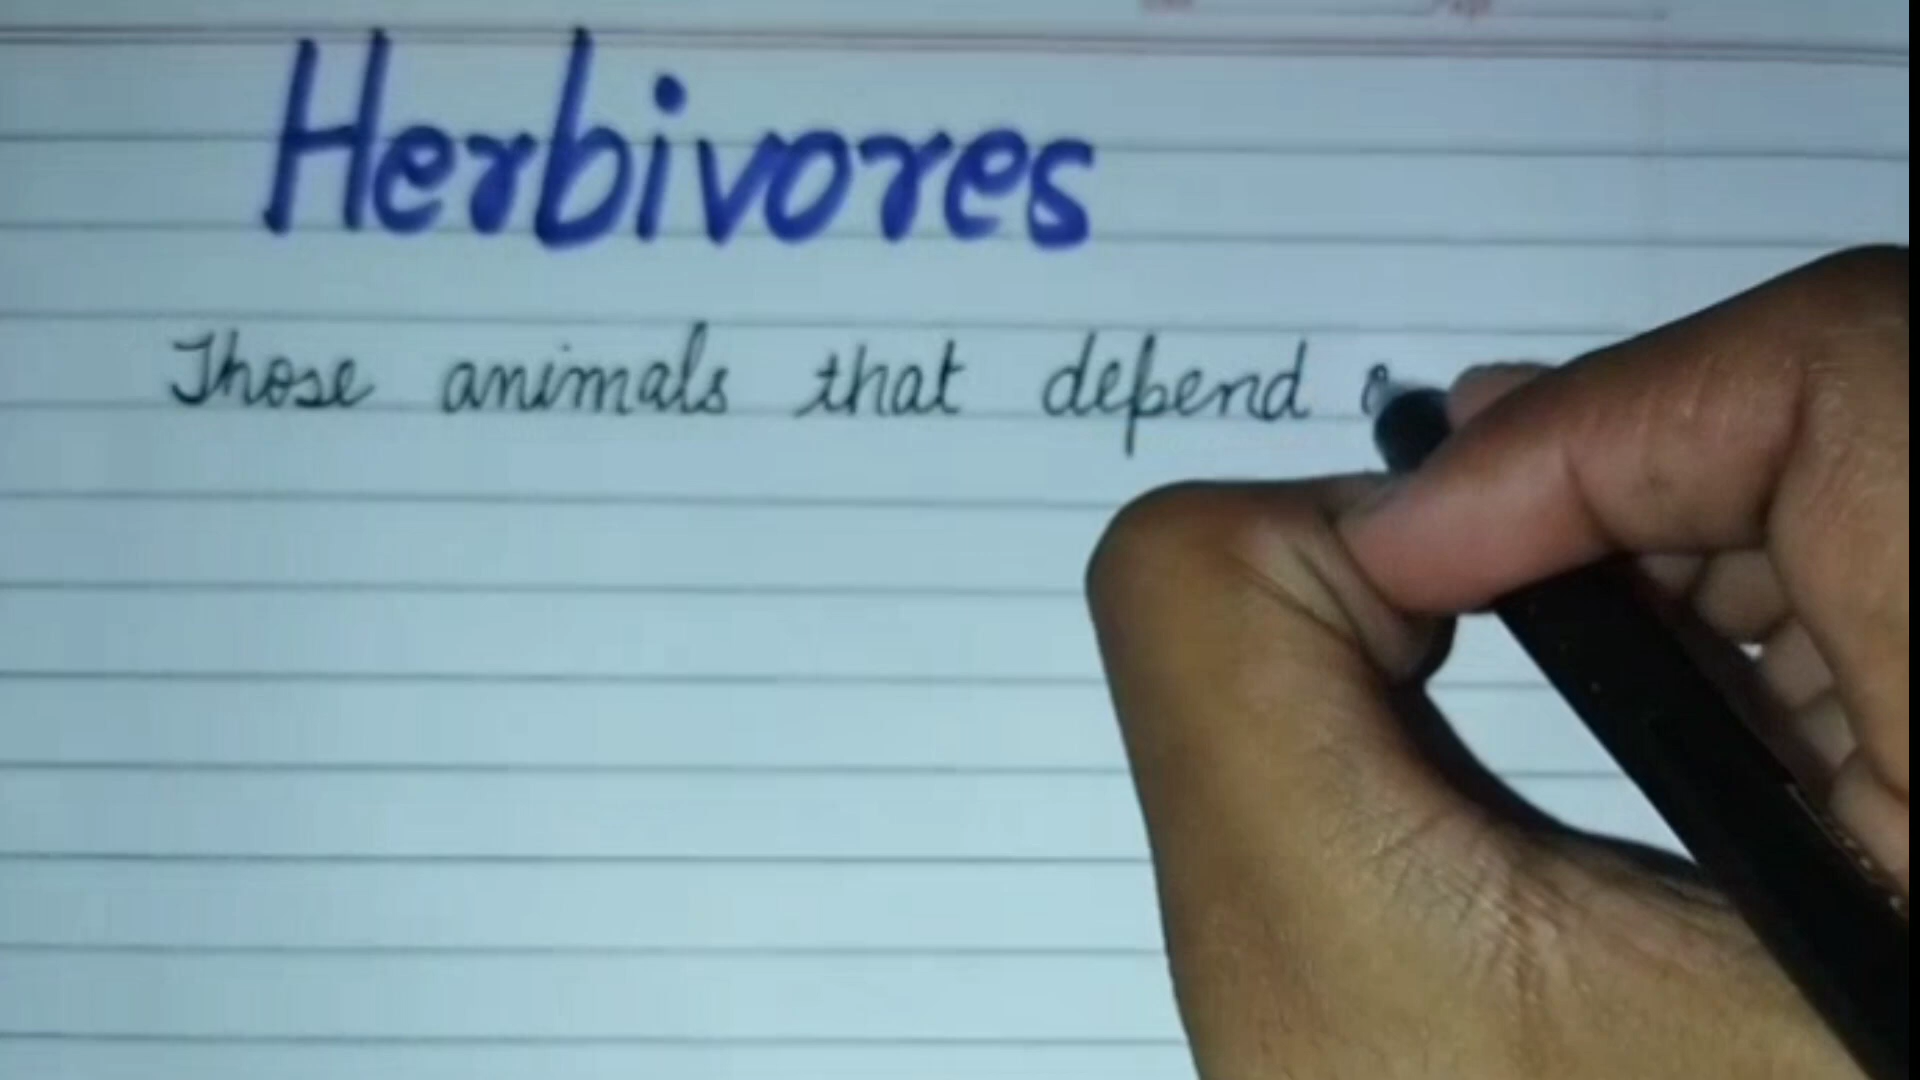 Herbivores
Those animals that depend o